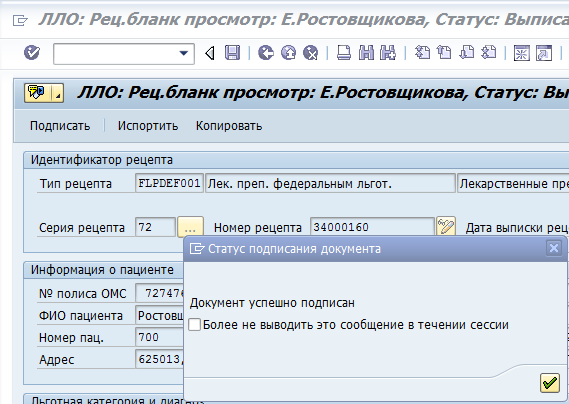 ЛЛО: Рец.бланк просмотр: Е.Ростовщикова, Статус: Выписа
ЛЛО: Рец.бланк просмотр: Е.Ростовщикова, Статус: Вы
Подписать Испортить Копировать
Идентификатор рецепта
Тип рецепта FLPDEF001 Лек. преп. федеральным льгот. Лекарственные пре
Серия рецепта 72 ... Номер рецепта 34000160 Дата выписки рец
Статус подписания документа
Информация о пациенте
№ полиса ОМС 727476
Документ успешно подписан
ФИО пациента Ростовш
Более не выводить это сообщение в течении сессии
Номер пац. 700
Адрес 625013,
Льготная категория и диагн